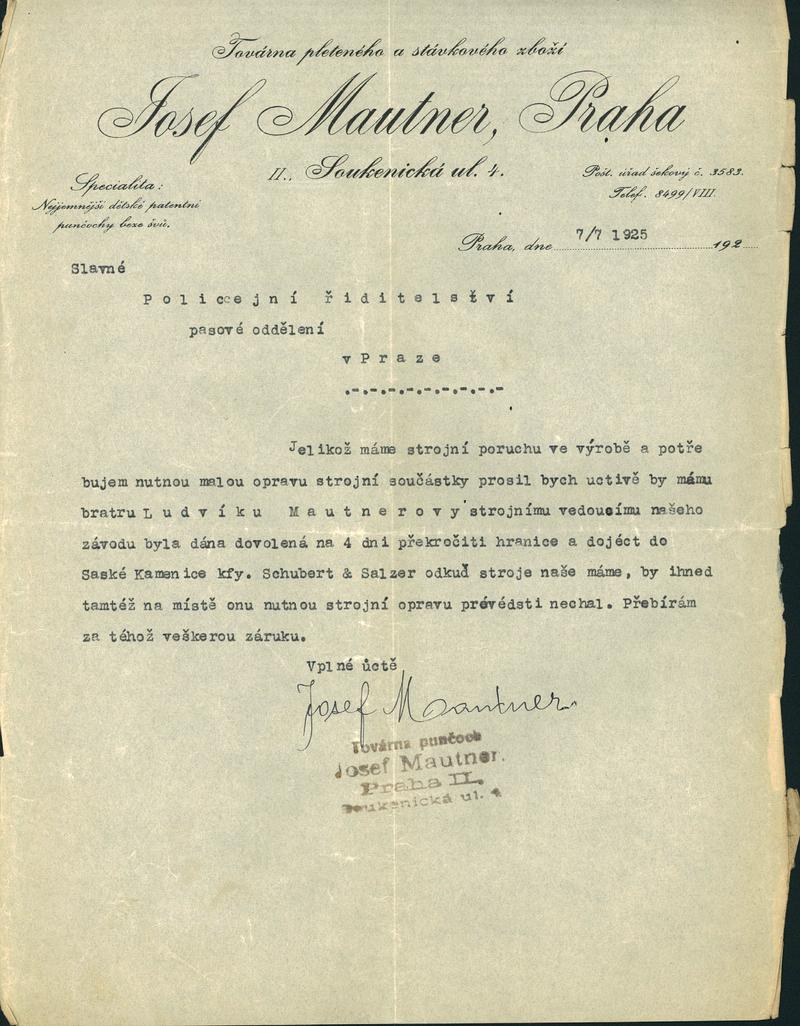 Továrna pleteného a stávkového zboží
Josef Mautner, Praha
II., Soukenická ul. 4.
Specialita:
Nejjemnější dětské patentní
punčochy beze švů.
Pošt. úřad šekový č. 3583.
Telef. 8499/VIII.
Praha, dne 7/7 1925 192
Slavné
Policejní řiditelství
pasové oddělení
v Praze
.-.-.-.-.-.-.-.-.-
Jelikož máme strojní poruchu ve výrobě a potře
bujem nutnou malou opravu strojní součástky prosil bych uctivě by mému
bratru Ludvíku Mautnerovy strojnímu vedoucímu našeho
závodu byla dána dovolená na 4 dni překročiti hranice a dojéct do
Saské Kamenice kfy. Schubert & Salzer odkuď stroje naše máme, by ihned
tamtéž na místě onu nutnou strojní opravu prévédsti nechal. Přebírám
za téhož veškerou záruku.
Vplné úctě
Josef Mautner
Továrna punčoch
Josef Mautner.
Praha II.
Soukenická ul. 4